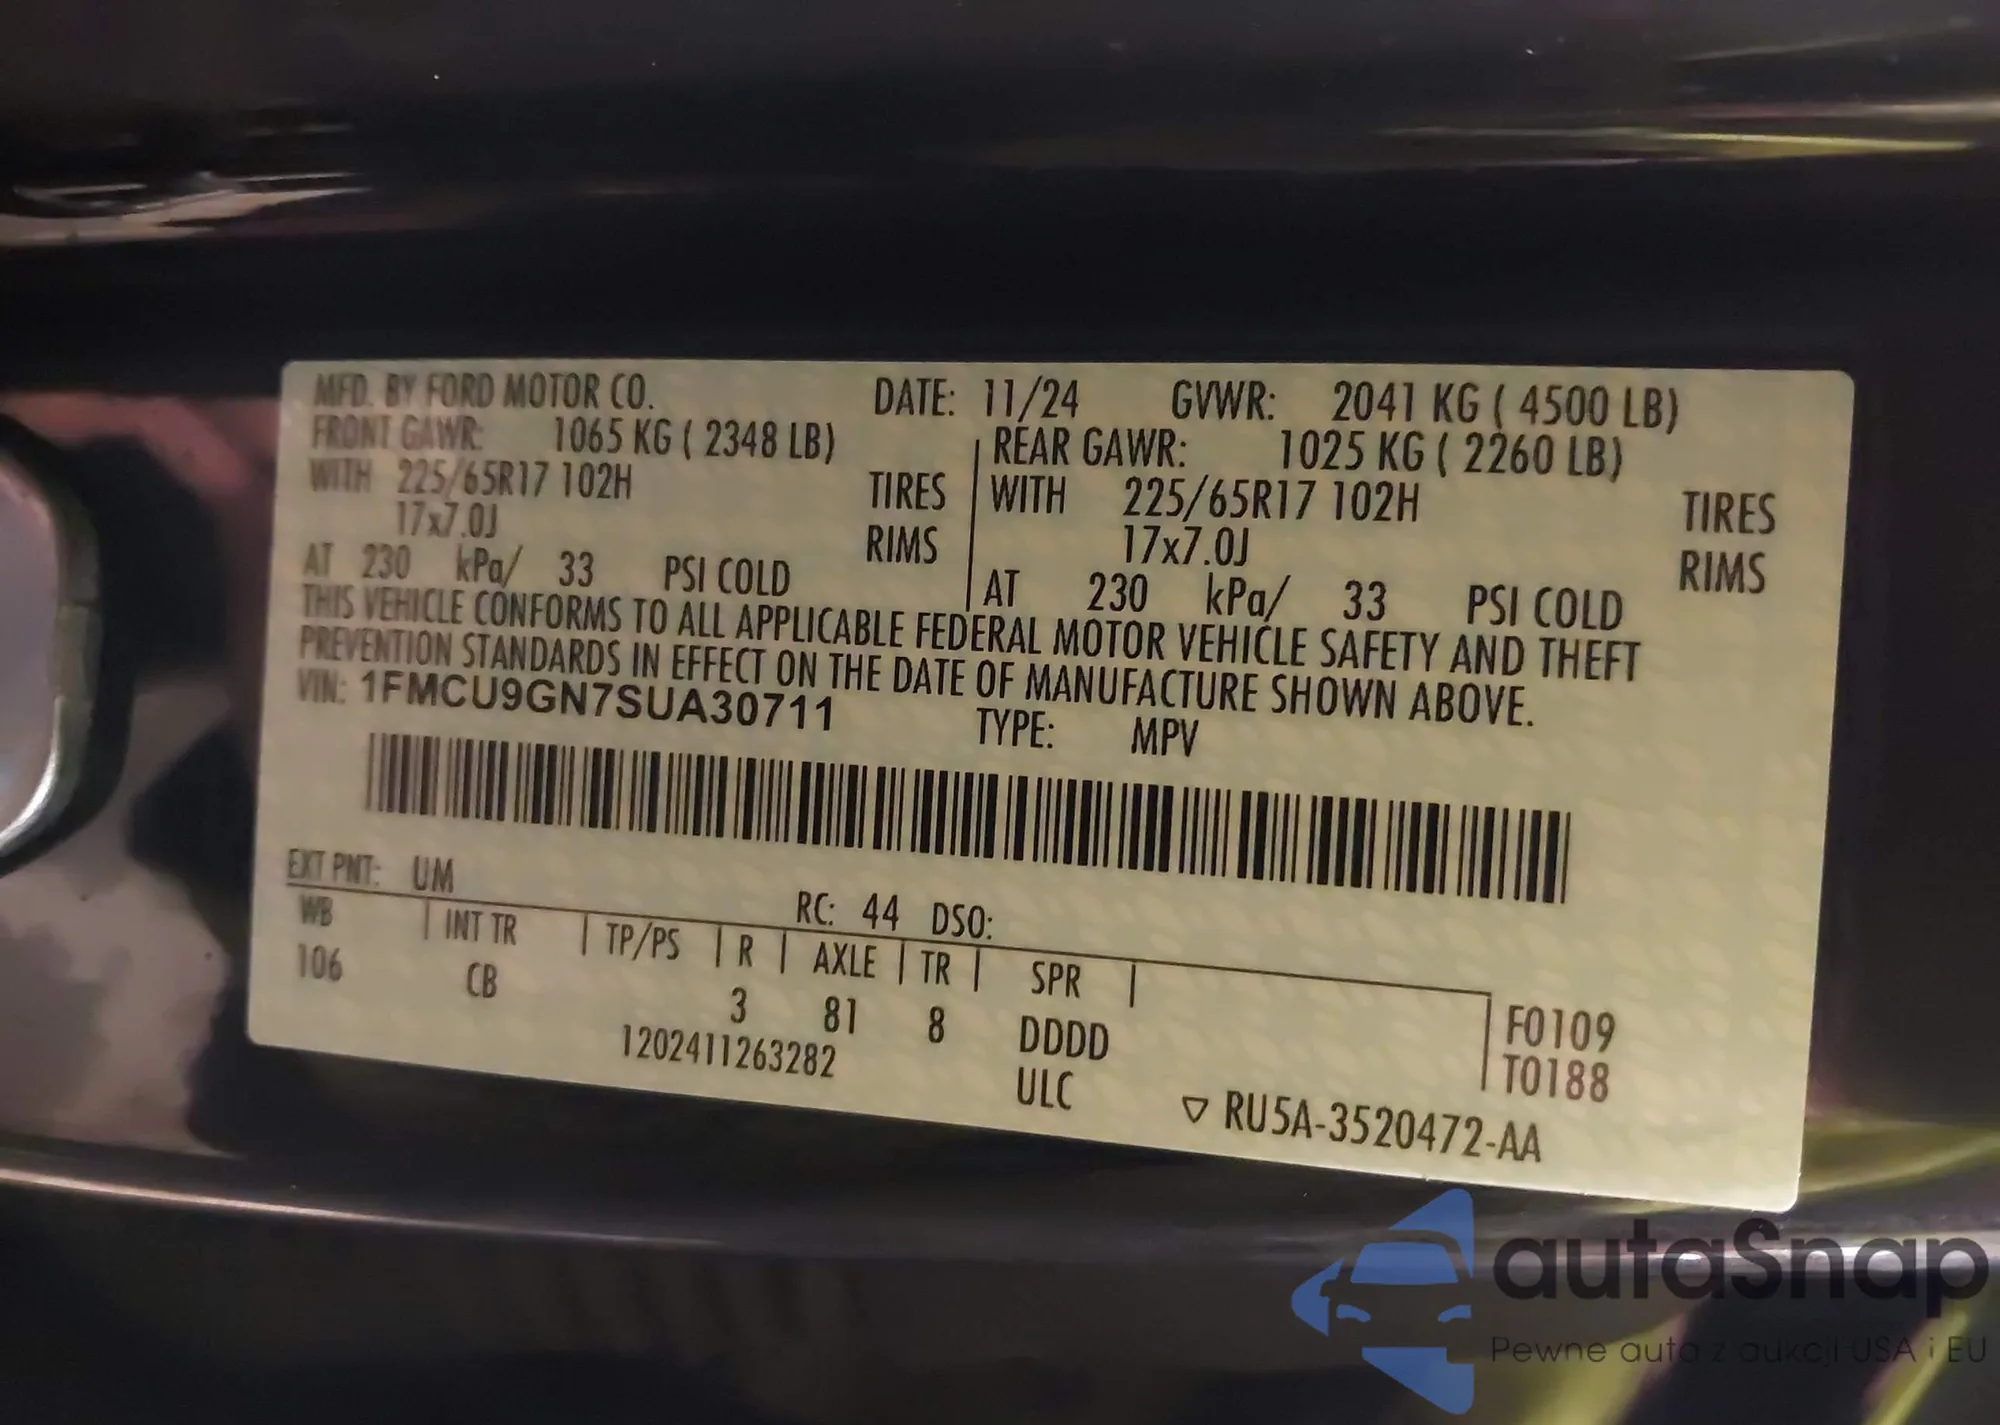 MFD. BY FORD MOTOR CO. DATE: 11/24 GVWR: 2041 KG ( 4500 LB)
FRONT GAWR: 1065 KG ( 2348 LB) REAR GAWR: 1025 KG ( 2260 LB)
WITH 225/65R17 102H TIRES WITH 225/65R17 102H TIRES
17x7.0J RIMS 17x7.0J RIMS
AT 230 kPa/ 33 PSI COLD AT 230 kPa/ 33 PSI COLD
THIS VEHICLE CONFORMS TO ALL APPLICABLE FEDERAL MOTOR VEHICLE SAFETY AND THEFT
PREVENTION STANDARDS IN EFFECT ON THE DATE OF MANUFACTURE SHOWN ABOVE.
VIN: 1FMCU9GN7SUA30711 TYPE: MPV
EXT PNT: UM RC: 44 DSO:
WB INT TR TP/PS R AXLE TR SPR
106 CB 3 81 8 DDDD F0109
1202411263282 ULC T0188
▽ RU5A-3520472-AA
autaSnap
Pewne auta z aukcji USA i EU